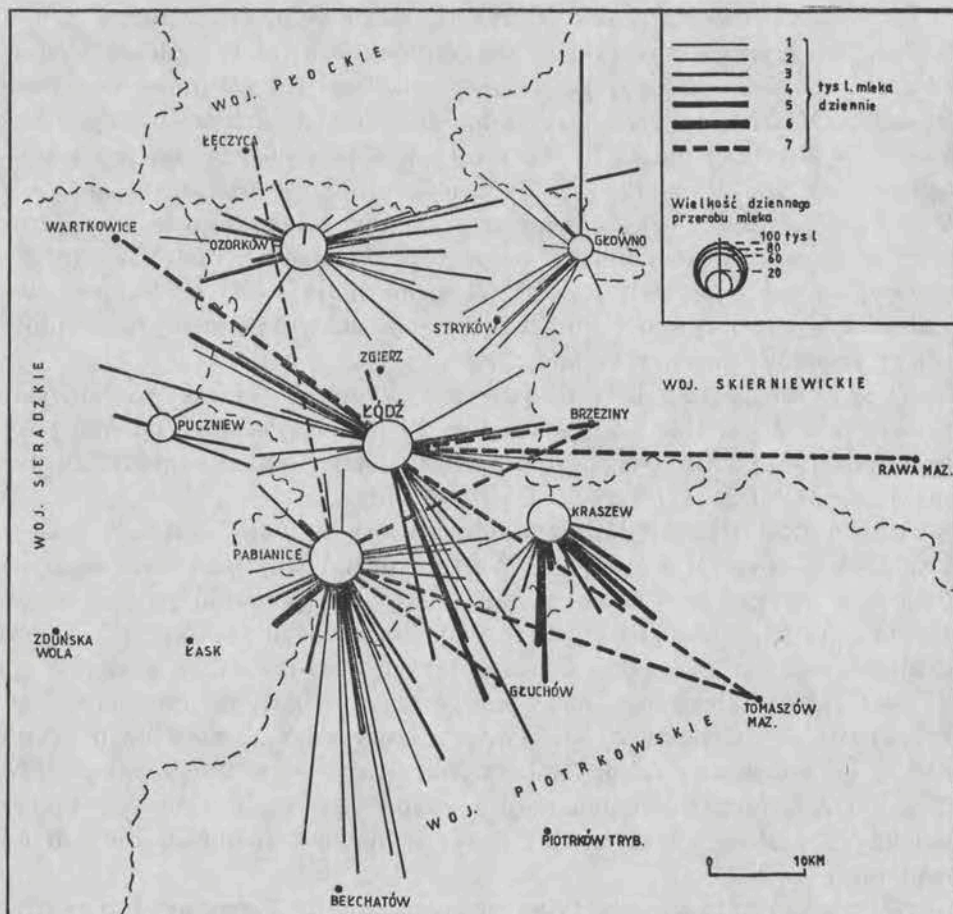 WOJ. PŁOCKIE
ŁĘCZYCA
WARTKOWICE
OZORKÓW
GŁOWNO
STRYKÓW
ZGIERZ
ŁÓDŹ
PUCZNIEW
BRZEZINY
WOJ. SKIERNIEWICKIE
RAWA MAZ.
WOJ. SIERADZKIE
KRASZEW
PABIANICE
ZDUŃSKA
WOLA
ŁASK
GŁUCHÓW
TOMASZÓW
MAZ.
WOJ. PIOTRKOWSKIE
PIOTRKÓW TRYB.
BEŁCHATÓW
0 10KM
1
2
3
4
5
6
7
tys l. mleka
dziennie
Wielkość dziennego
przerobu mleka
100 tys l
80
60
20